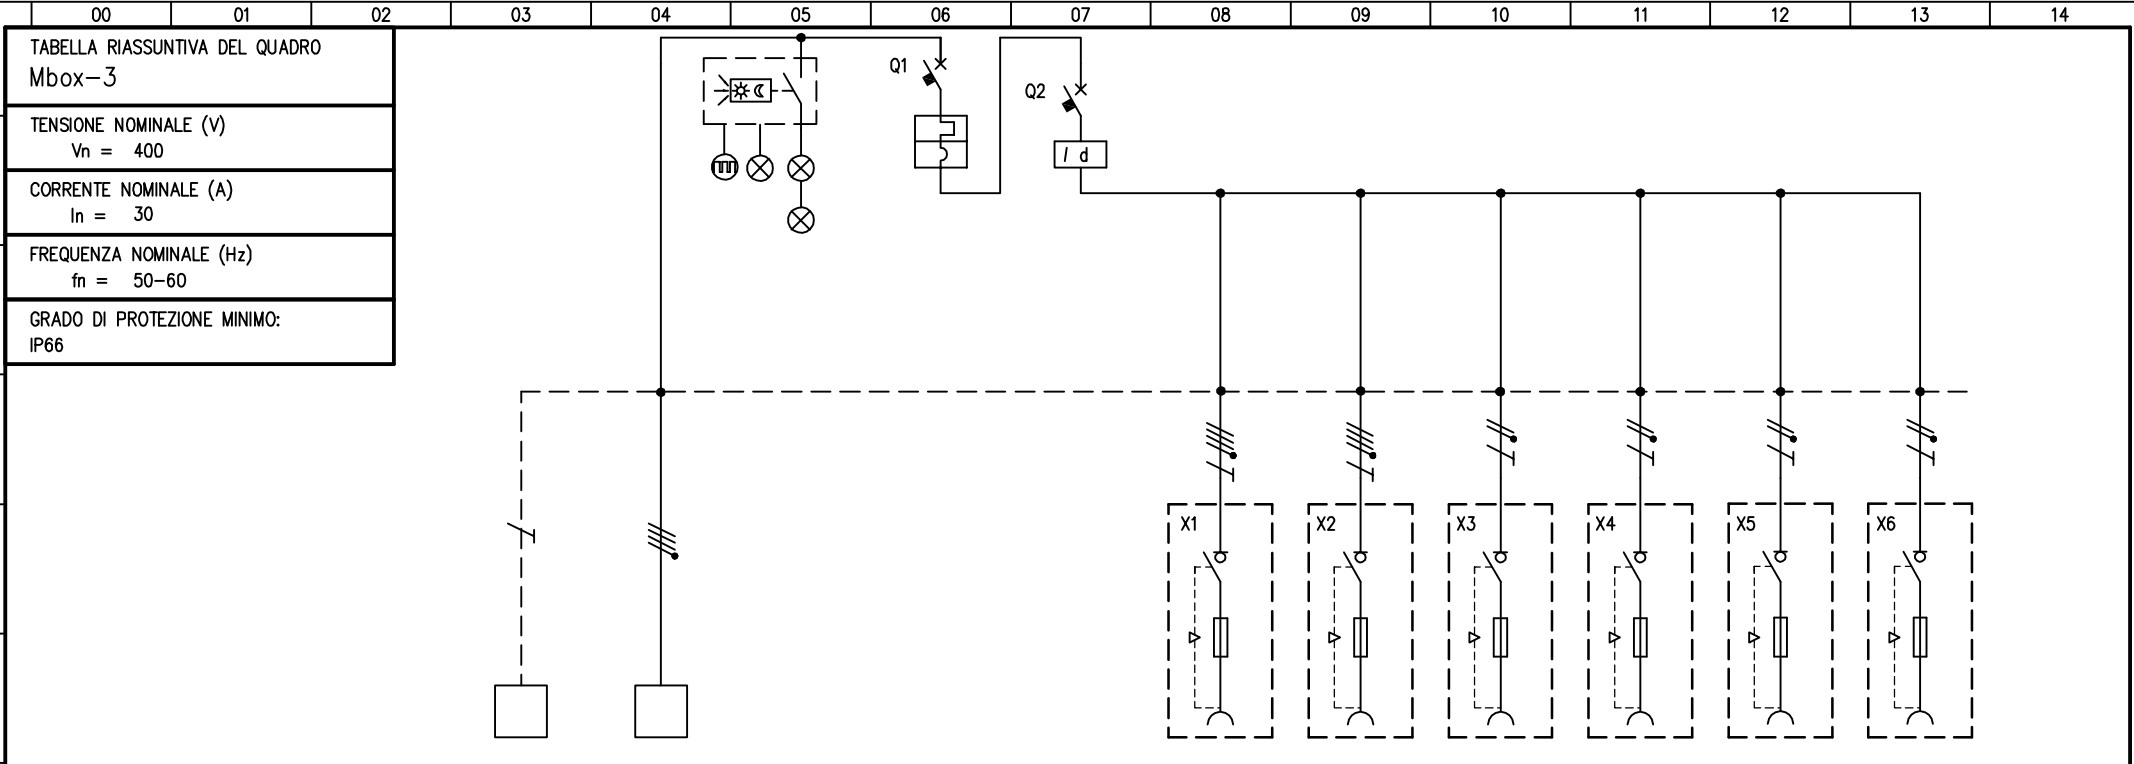 00 01 02 03 04 05 06 07 08 09 10 11 12 13 14
TABELLA RIASSUNTIVA DEL QUADRO
Mbox-3
TENSIONE NOMINALE (V)
Vn = 400
CORRENTE NOMINALE (A)
In = 30
FREQUENZA NOMINALE (Hz)
fn = 50-60
GRADO DI PROTEZIONE MINIMO:
IP66
Q1
Q2
I d
X1 X2 X3 X4 X5 X6